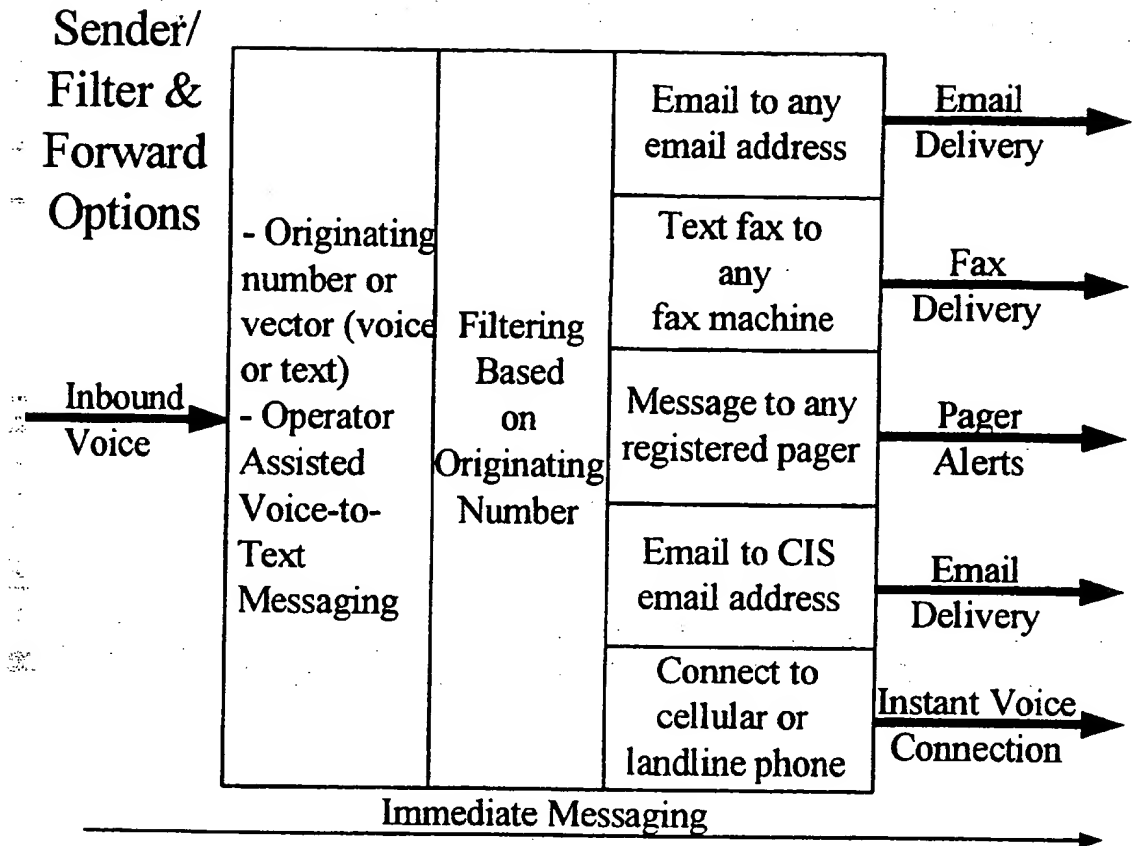 Sender/
Filter &
Forward
Options
Inbound
Voice
- Originating
number or
vector (voice
or text)
- Operator
Assisted
Voice-to-
Text
Messaging
Filtering
Based
on
Originating
Number
Email to any
email address
Email
Delivery
Text fax to
any
fax machine
Fax
Delivery
Message to any
registered pager
Pager
Alerts
Email to CIS
email address
Email
Delivery
Connect to
cellular or
landline phone
Instant Voice
Connection
Immediate Messaging